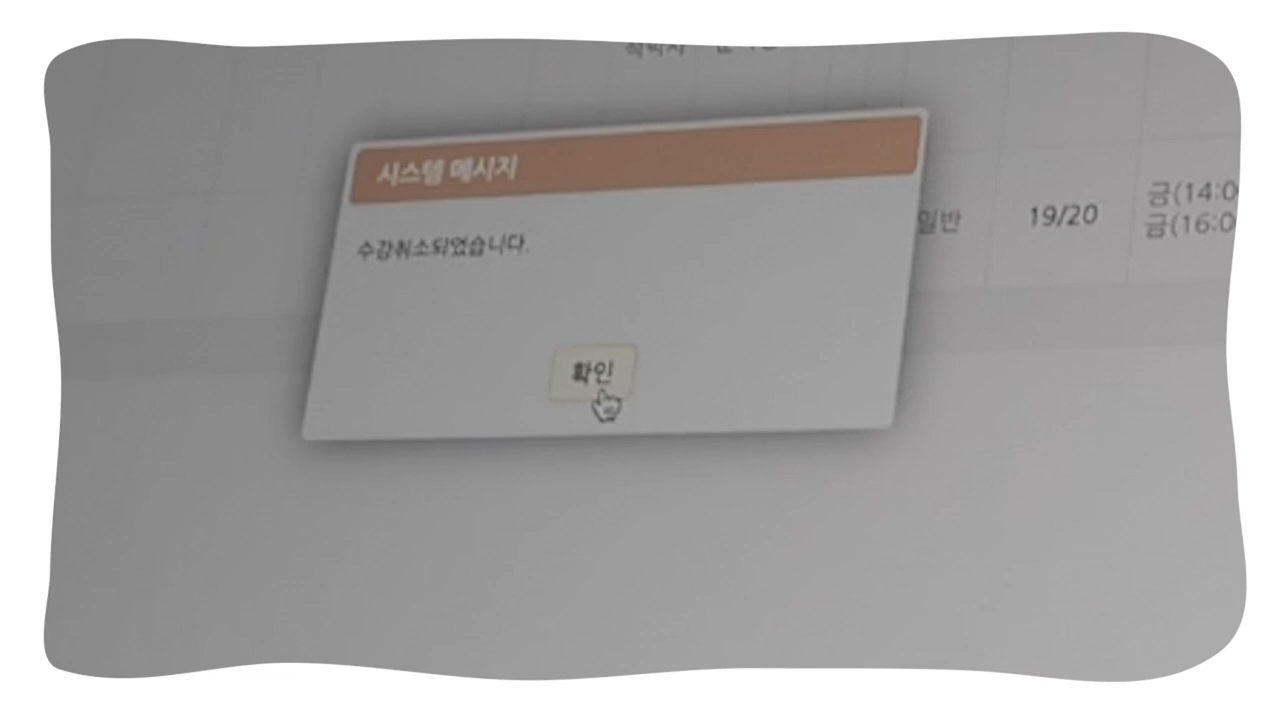 시스템 메시지
수강취소되었습니다.
확인
일반 19/20 금(14:0
금(16:0